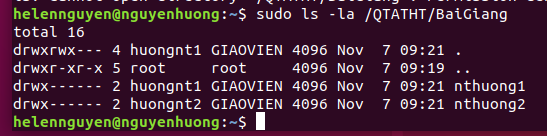 helennguyen@nguyenhuong:~$ sudo ls -la /QTATHT/BaiGiang
total 16
drwxrwx--- 4 huongnt1 GIAOVIEN 4096 Nov  7 09:21 .
drwxr-xr-x 5 root     root     4096 Nov  7 09:19 ..
drwx------ 2 huongnt1 GIAOVIEN 4096 Nov  7 09:21 nthuong1
drwx------ 2 huongnt2 GIAOVIEN 4096 Nov  7 09:21 nthuong2
helennguyen@nguyenhuong:~$